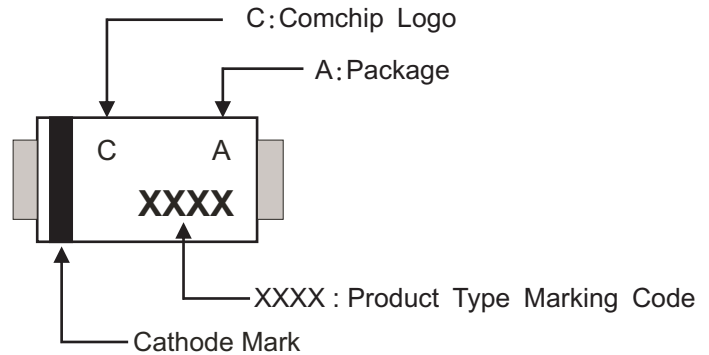 C:Comchip Logo
A:Package
C A
XXXX
XXXX : Product Type Marking Code
Cathode Mark